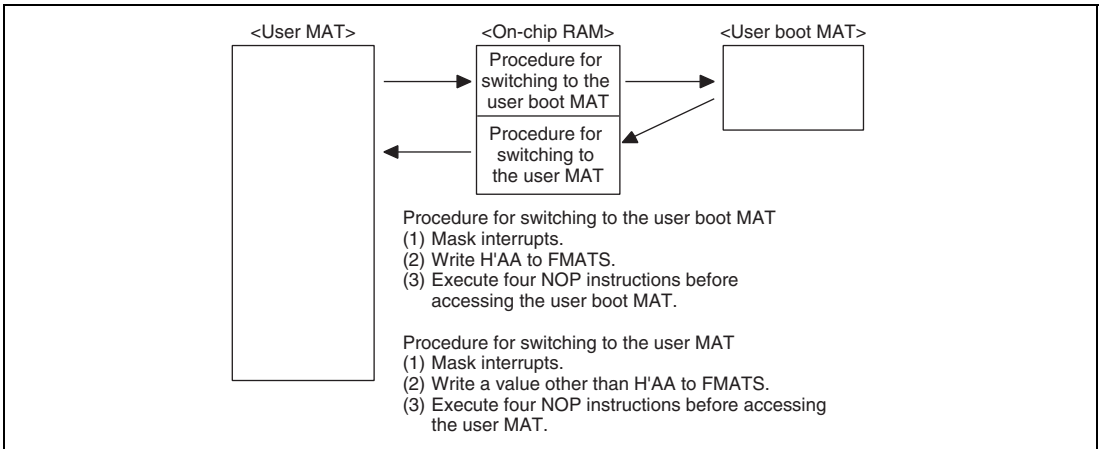 <User MAT>
<On-chip RAM>
<User boot MAT>
Procedure for
switching to the
user boot MAT
Procedure for
switching to
the user MAT
Procedure for switching to the user boot MAT
(1) Mask interrupts.
(2) Write H'AA to FMATS.
(3) Execute four NOP instructions before
accessing the user boot MAT.
Procedure for switching to the user MAT
(1) Mask interrupts.
(2) Write a value other than H'AA to FMATS.
(3) Execute four NOP instructions before accessing
the user MAT.